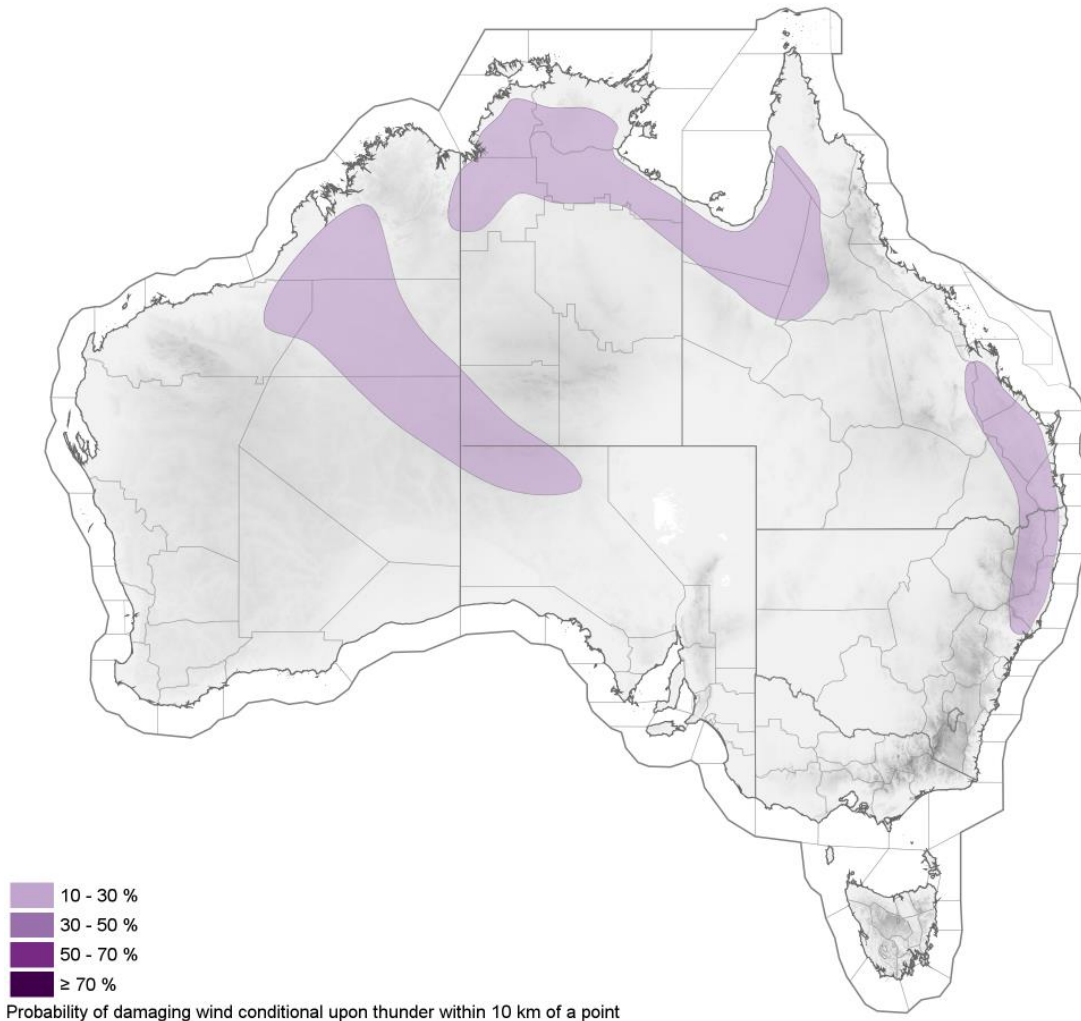 10 - 30 %
30 - 50 %
50 - 70 %
≥ 70 %
Probability of damaging wind conditional upon thunder within 10 km of a point